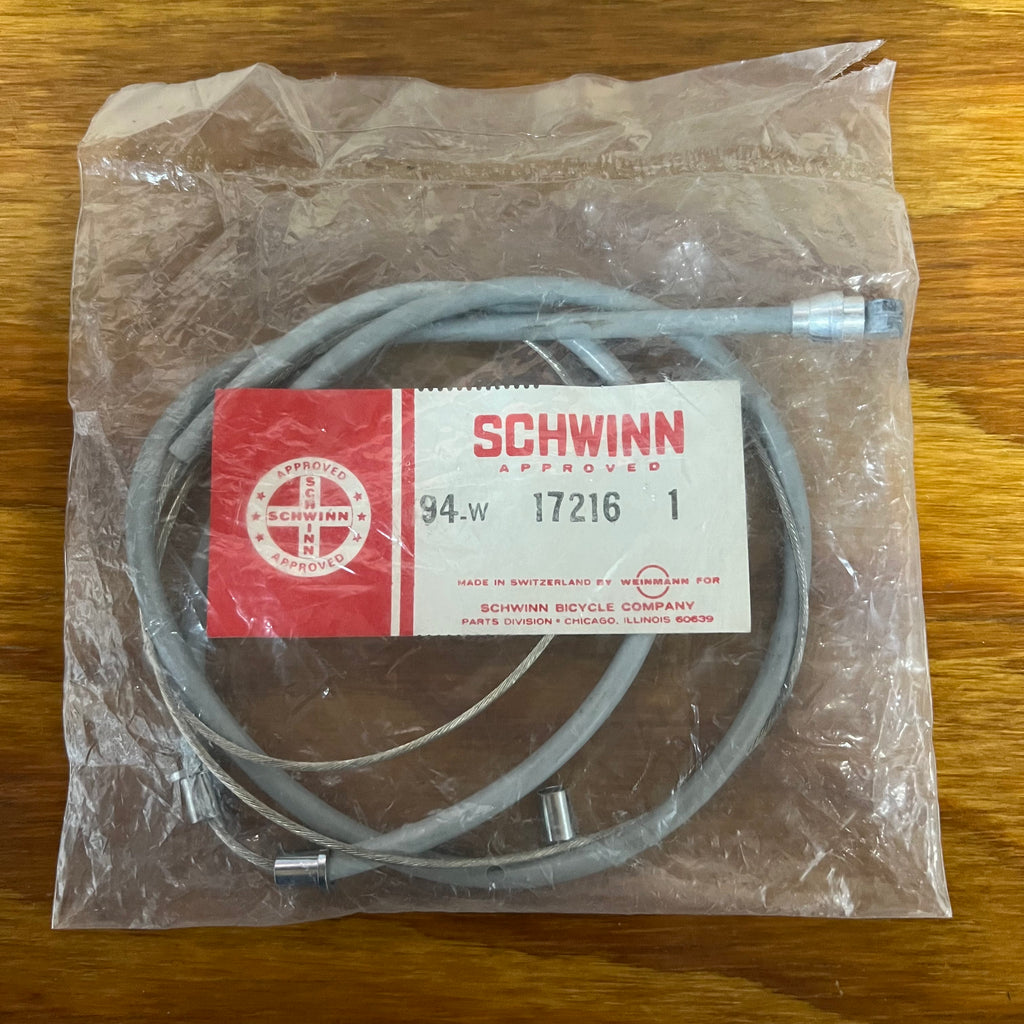 APPROVED
SCHWINN
SCHWINN
APPROVED
SCHWINN
APPROVED
94-W 17216 1
MADE IN SWITZERLAND BY WEINMANN FOR
SCHWINN BICYCLE COMPANY
PARTS DIVISION • CHICAGO, ILLINOIS 60639